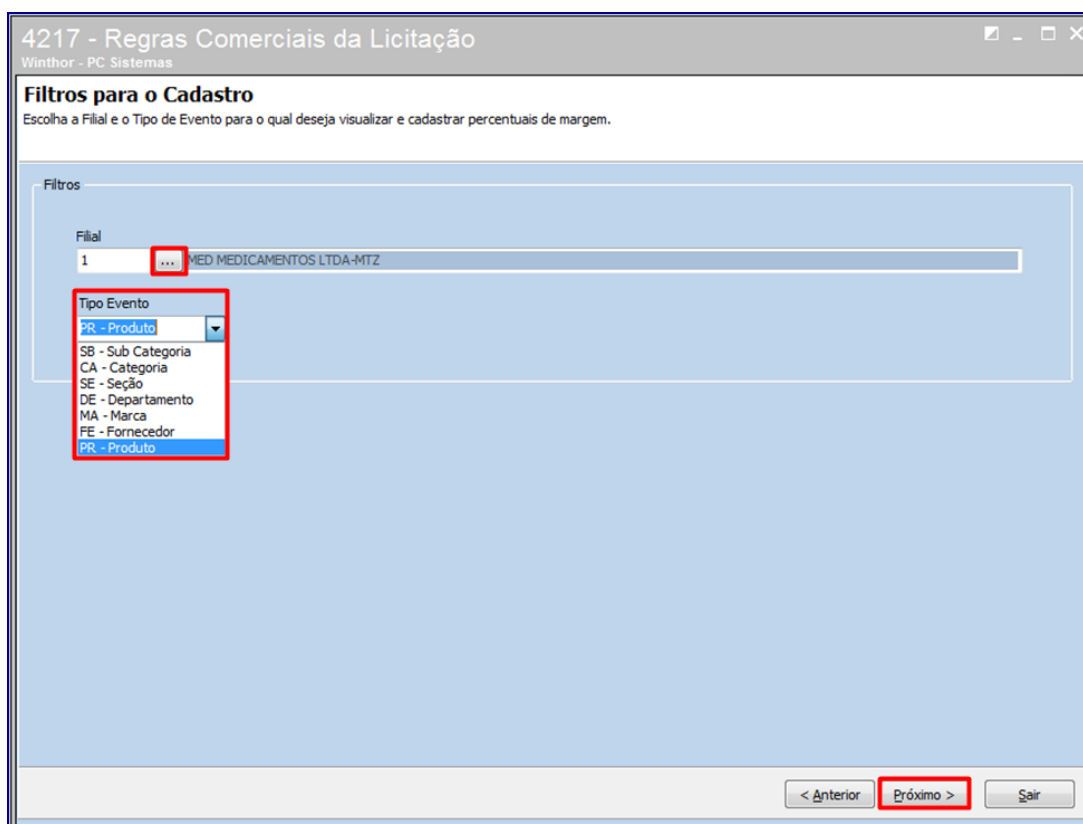 4217 - Regras Comerciais da Licitação
Winthor - PC Sistemas
Filtros para o Cadastro
Escolha a Filial e o Tipo de Evento para o qual deseja visualizar e cadastrar percentuais de margem.
Filtros
Filial
1 ... MED MEDICAMENTOS LTDA-MTZ
Tipo Evento
PR - Produto
SB - Sub Categoria
CA - Categoria
SE - Seção
DE - Departamento
MA - Marca
FE - Fornecedor
PR - Produto
< Anterior Próximo > Sair